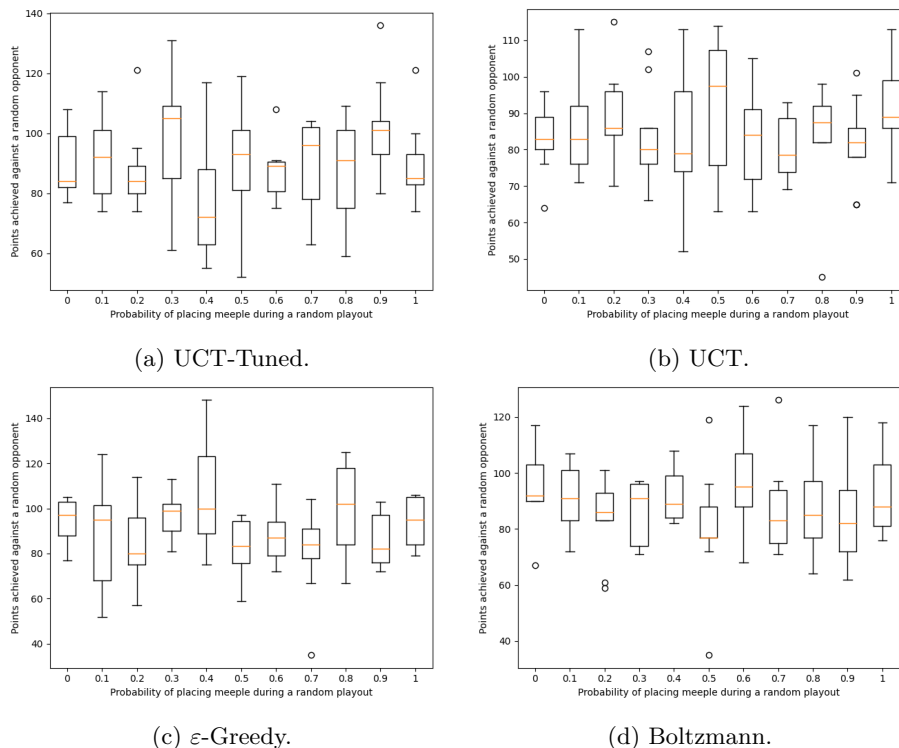 140
120
100
80
60
Points achieved against a random opponent
0 0.1 0.2 0.3 0.4 0.5 0.6 0.7 0.8 0.9 1
Probability of placing meeple during a random playout
(a) UCT-Tuned.
110
100
90
80
70
60
50
Points achieved against a random opponent
0 0.1 0.2 0.3 0.4 0.5 0.6 0.7 0.8 0.9 1
Probability of placing meeple during a random playout
(b) UCT.
140
120
100
80
60
40
Points achieved against a random opponent
0 0.1 0.2 0.3 0.4 0.5 0.6 0.7 0.8 0.9 1
Probability of placing meeple during a random playout
(c) ε-Greedy.
120
100
80
60
40
Points achieved against a random opponent
0 0.1 0.2 0.3 0.4 0.5 0.6 0.7 0.8 0.9 1
Probability of placing meeple during a random playout
(d) Boltzmann.